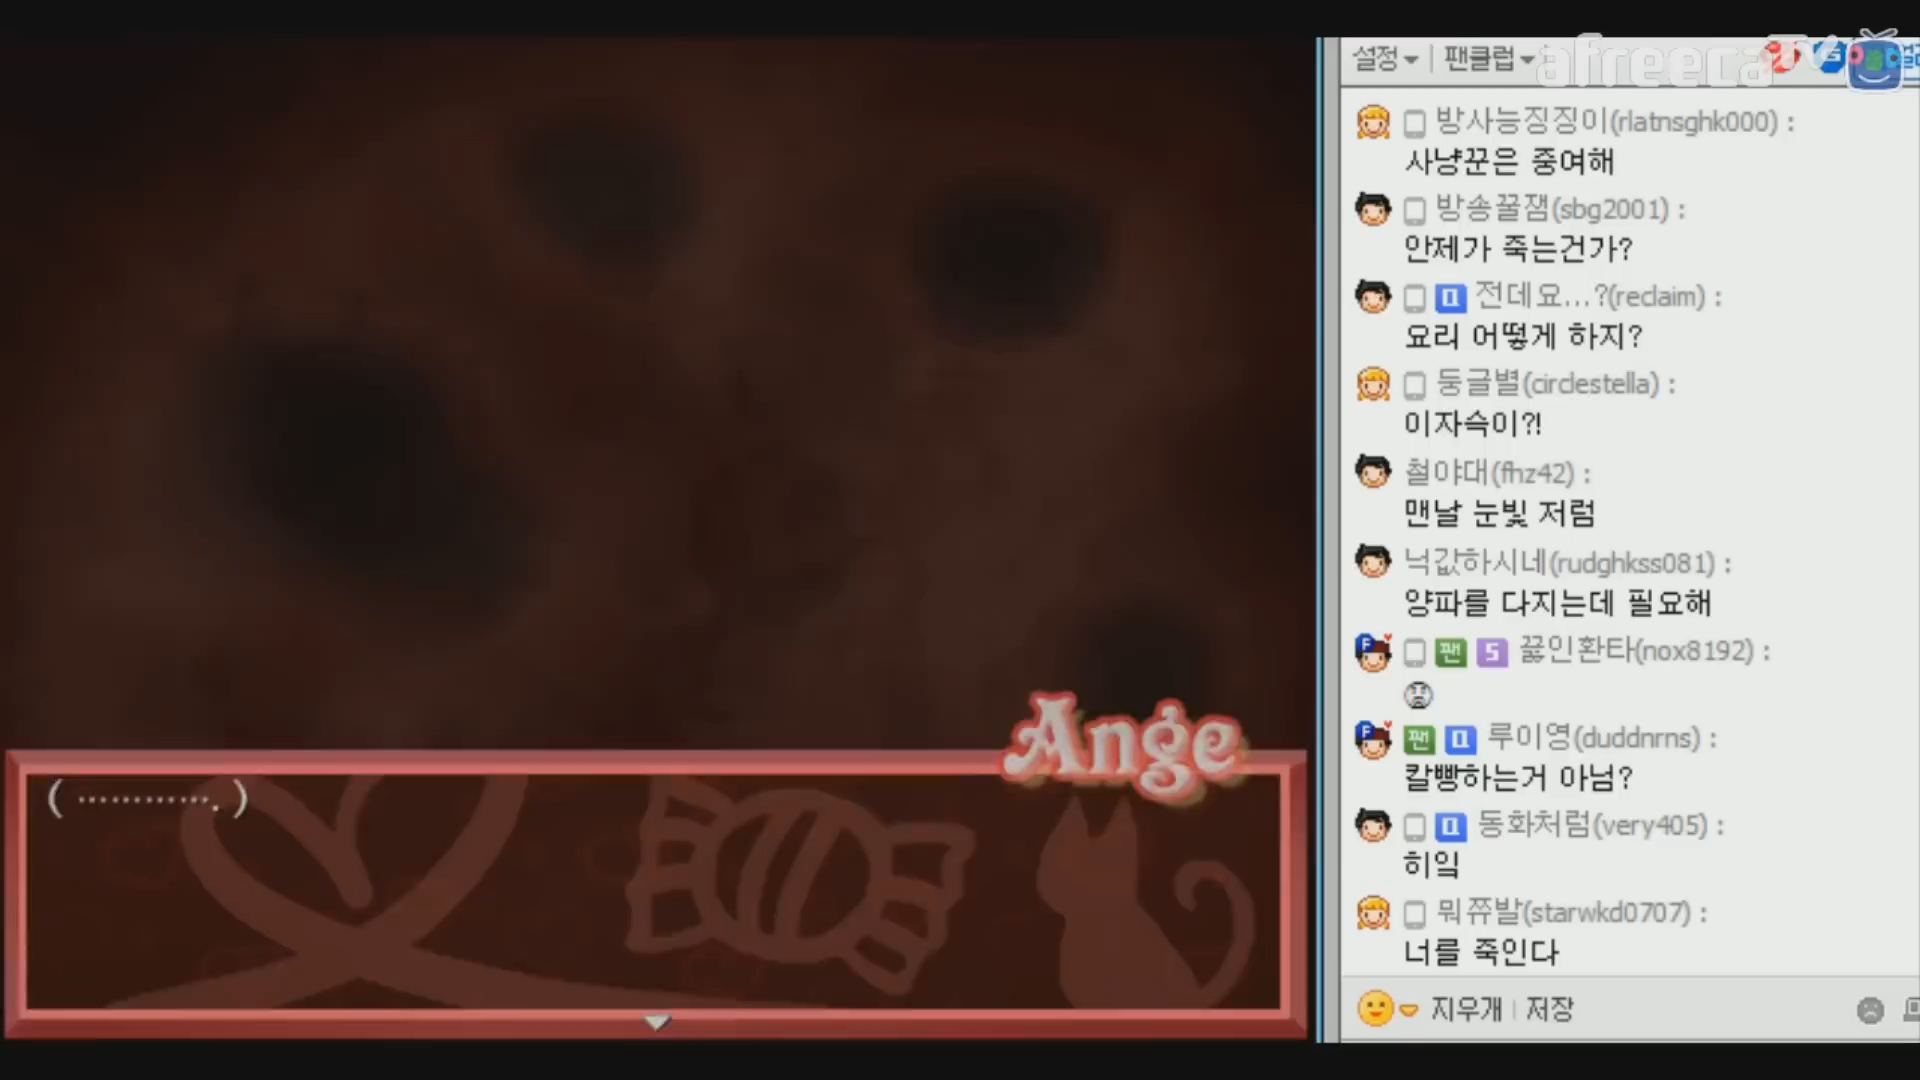 Ange
( ............. )
설정 팬클럽
afreecaTV
방사능징징이(rlatnsghk000) :
사냥꾼은 중여해
방송꿀잼(sbg2001) :
안제가 죽는건가?
전데요...?(reclaim) :
요리 어떻게 하지?
둥글별(circlestella) :
이자슥이?!
철야대(fhz42) :
맨날 눈빛 저럼
닉값하시네(rudghkss081) :
양파를 다지는데 필요해
팬 S 끓인환타(nox8192) :
팬 루이영(duddnrns) :
칼빵하는거 아님?
동화처럼(very405) :
히잌
뭐쮸발(starwkd0707) :
너를 죽인다
지우개 저장